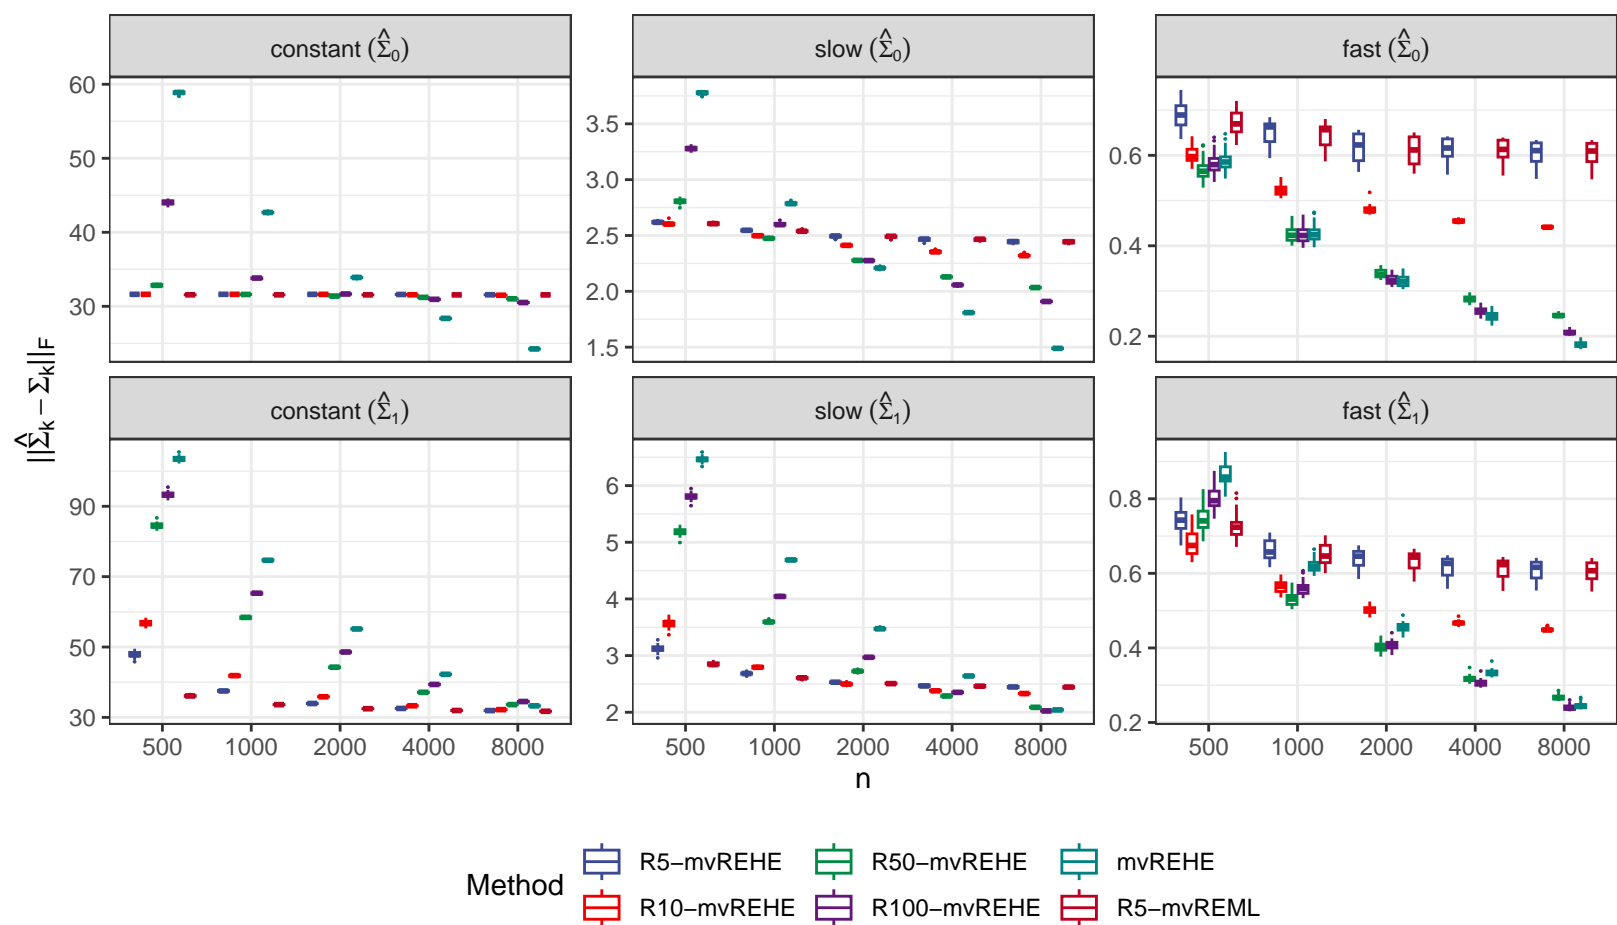 constant (Σ̂₀)
slow (Σ̂₀)
fast (Σ̂₀)
60
50
40
30
3.5
3.0
2.5
2.0
1.5
0.6
0.4
0.2
||Σ̂ₖ − Σₖ||F
constant (Σ̂₁)
slow (Σ̂₁)
fast (Σ̂₁)
90
70
50
30
6
5
4
3
2
0.8
0.6
0.4
0.2
500 1000 2000 4000 8000
500 1000 2000 4000 8000
500 1000 2000 4000 8000
n
Method
R5−mvREHE
R50−mvREHE
mvREHE
R10−mvREHE
R100−mvREHE
R5−mvREML